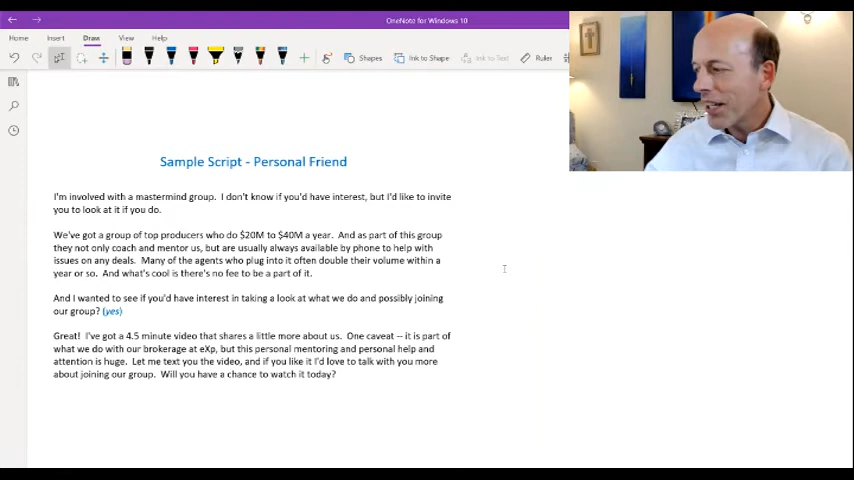 OneNote for Windows 10
Home Insert Draw View Help
Shapes Ink to Shape Ink to Text Ruler
Sample Script - Personal Friend
I'm involved with a mastermind group. I don't know if you'd have interest, but I'd like to invite
you to look at it if you do.
We've got a group of top producers who do $20M to $40M a year. And as part of this group
they not only coach and mentor us, but are usually always available by phone to help with
issues on any deals. Many of the agents who plug into it often double their volume within a
year or so. And what's cool is there's no fee to be a part of it.
And I wanted to see if you'd have interest in taking a look at what we do and possibly joining
our group? (yes)
Great! I've got a 4.5 minute video that shares a little more about us. One caveat -- it is part of
what we do with our brokerage at eXp, but this personal mentoring and personal help and
attention is huge. Let me text you the video, and if you like it I'd love to talk with you more
about joining our group. Will you have a chance to watch it today?